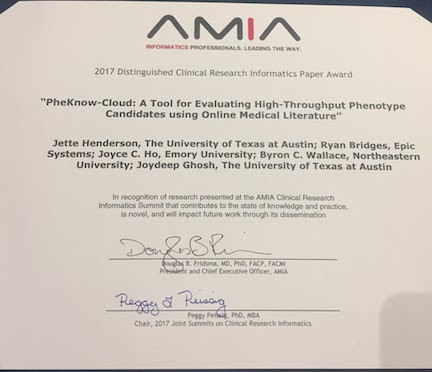 AMIA
INFORMATICS PROFESSIONALS. LEADING THE WAY.
2017 Distinguished Clinical Research Informatics Paper Award
"PheKnow-Cloud: A Tool for Evaluating High-Throughput Phenotype
Candidates using Online Medical Literature"
Jette Henderson, The University of Texas at Austin; Ryan Bridges, Epic
Systems; Joyce C. Ho, Emory University; Byron C. Wallace, Northeastern
University; Joydeep Ghosh, The University of Texas at Austin
In recognition of research presented at the AMIA Clinical Research
Informatics Summit that contributes to the state of knowledge and practice,
is novel, and will impact future work through its dissemination
Douglas B. Fridsma, MD, PhD, FACP, FACMI
President and Chief Executive Officer, AMIA
Peggy Peissig
Peggy Peissig, PhD, MBA
Chair, 2017 Joint Summits on Clinical Research Informatics